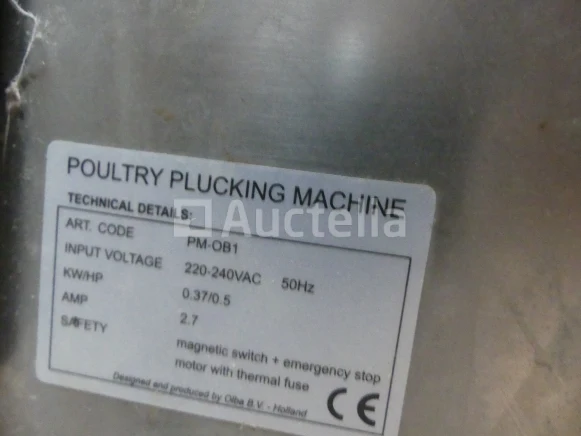 POULTRY PLUCKING MACHINE
TECHNICAL DETAILS:
Auctelia
ART. CODE PM-OB1
INPUT VOLTAGE 220-240VAC 50Hz
KW/HP 0.37/0.5
AMP 2.7
SAFETY magnetic switch + emergency stop
motor with thermal fuse
Designed and produced by Olba B.V. - Holland
CE